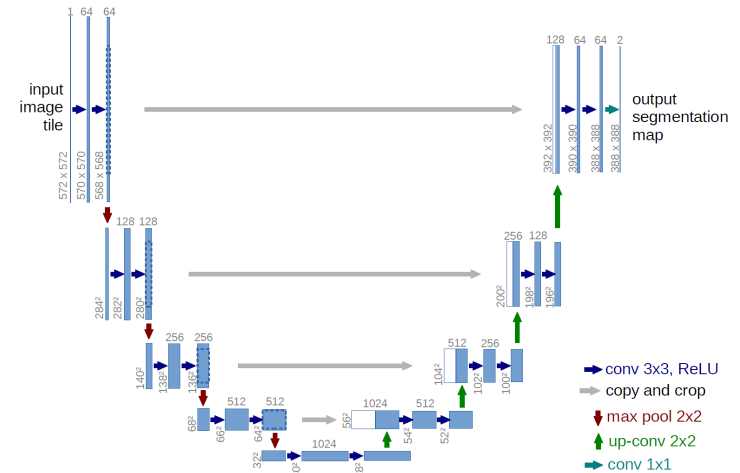 1 64 64
input
image
tile
572 x 572
570 x 570
568 x 568
128 64 64 2
output
segmentation
map
392 x 392
390 x 390
388 x 388
388 x 388
128 128
284²
282²
280²
256 128
200²
198²
196²
256 256
140²
138²
136²
512 256
104²
102²
100²
512 512
68²
66²
64²
1024 512
56²
54²
52²
1024
32²
conv 3x3, ReLU
copy and crop
max pool 2x2
up-conv 2x2
conv 1x1